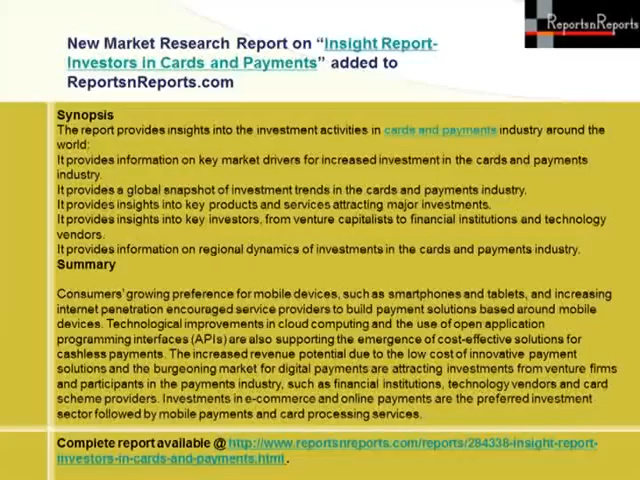 ReportsnReports
New Market Research Report on “Insight Report-
Investors in Cards and Payments” added to
ReportsnReports.com
Synopsis
The report provides insights into the investment activities in cards and payments industry around the
world:
It provides information on key market drivers for increased investment in the cards and payments
industry.
It provides a global snapshot of investment trends in the cards and payments industry.
It provides insights into key products and services attracting major investments.
It provides insights into key investors, from venture capitalists to financial institutions and technology
vendors.
It provides information on regional dynamics of investments in the cards and payments industry.
Summary
Consumers’ growing preference for mobile devices, such as smartphones and tablets, and increasing
internet penetration encouraged service providers to build payment solutions based around mobile
devices. Technological improvements in cloud computing and the use of open application
programming interfaces (APIs) are also supporting the emergence of cost-effective solutions for
cashless payments. The increased revenue potential due to the low cost of innovative payment
solutions and the burgeoning market for digital payments are attracting investments from venture firms
and participants in the payments industry, such as financial institutions, technology vendors and card
scheme providers. Investments in e-commerce and online payments are the preferred investment
sector followed by mobile payments and card processing services.
Complete report available @ http://www.reportsnreports.com/reports/284338-insight-report-
investors-in-cards-and-payments.html .